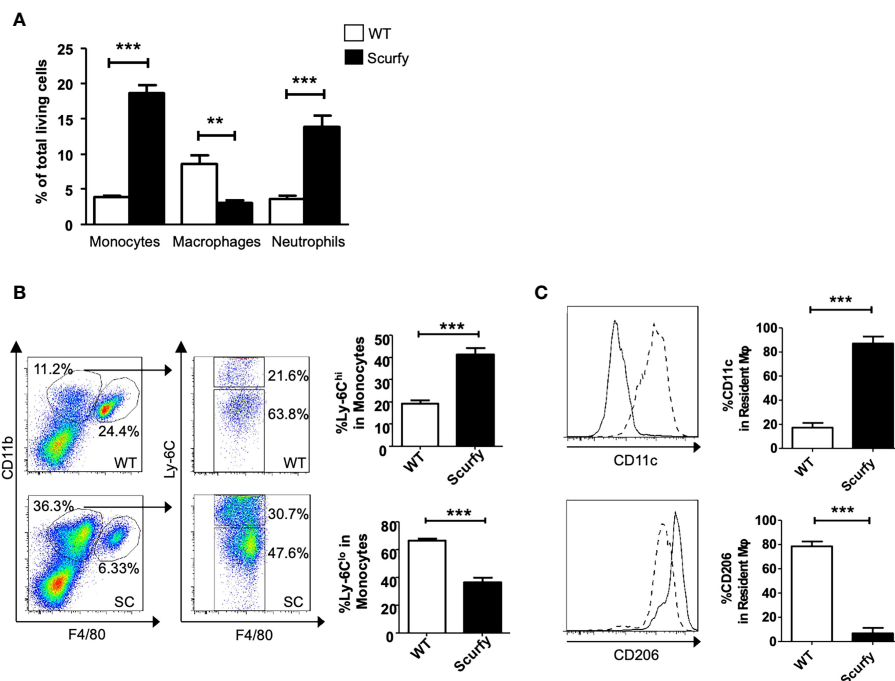 A
WT
Scurfy
% of total living cells
25
20
15
10
5
0
***
**
***
Monocytes Macrophages Neutrophils
B
CD11b
11.2%
24.4%
WT
36.3%
6.33%
SC
F4/80
Ly-6C
21.6%
63.8%
WT
30.7%
47.6%
SC
F4/80
%Ly-6Chi
in Monocytes
50
40
30
20
10
0
***
WT
Scurfy
%Ly-6Clo in
Monocytes
80
60
40
20
0
***
WT
Scurfy
C
CD11c
%CD11c
in Resident Mφ
100
80
60
40
20
0
***
WT
Scurfy
CD206
%CD206
in Resident Mφ
100
80
60
40
20
0
***
WT
Scurfy